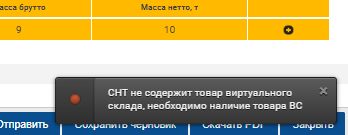 асса брутто Масса нетто, т
9 10
СНТ не содержит товар виртуального
склада, необходимо наличие товара ВС
Отправить Сохранить черновик Скачать PDF Закрыть